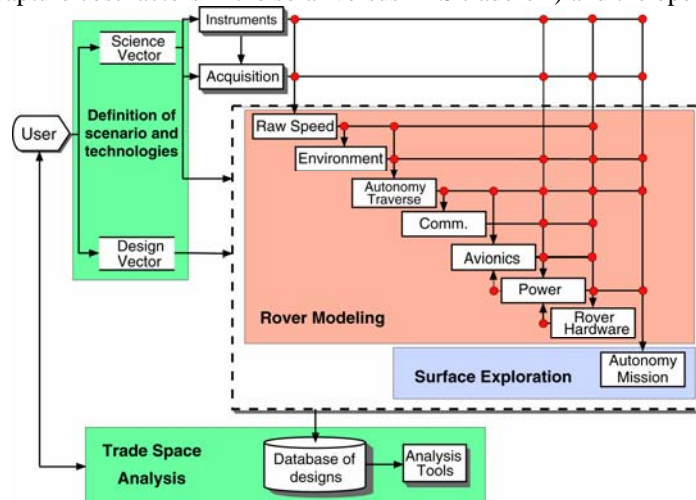 Instruments
Science
Vector
Acquisition
Definition of
scenario and
technologies
User
Raw Speed
Environment
Autonomy
Traverse
Comm.
Design
Vector
Avionics
Power
Rover Modeling
Rover
Hardware
Surface Exploration
Autonomy
Mission
Trade Space
Analysis
Database of
designs
Analysis
Tools